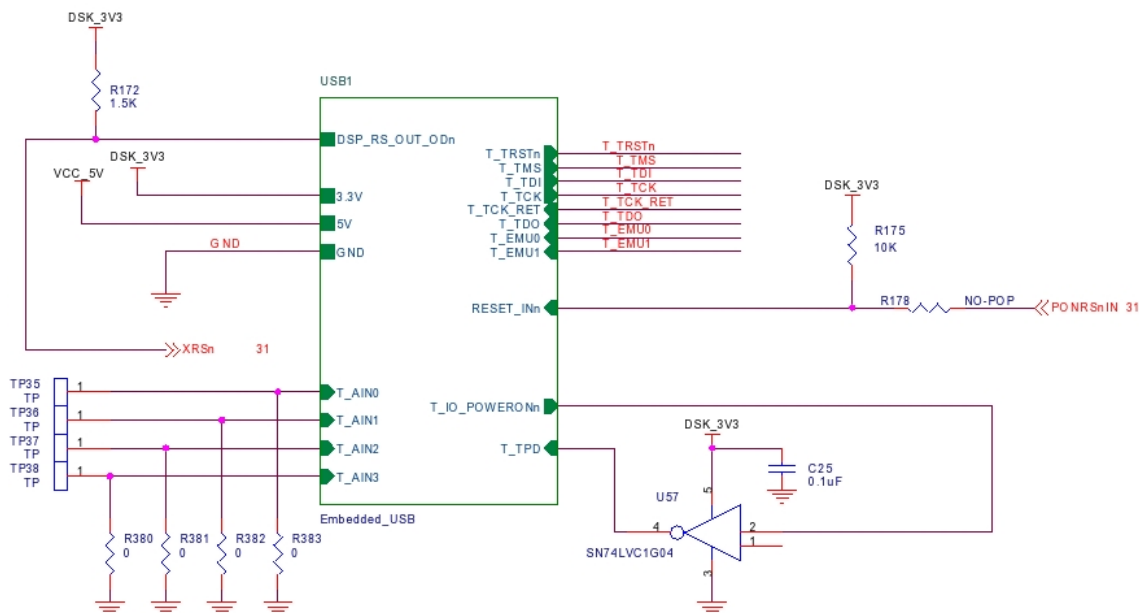 DSK_3V3
R172
1.5K
USB1
DSP_RS_OUT_ODn
DSK_3V3
VCC_5V
3.3V
5V
GND
GND
T_TRSTn
T_TRSTn
T_TMS
T_TMS
T_TDI
T_TDI
T_TCK
T_TCK
T_TCK_RET
T_TCK_RET
T_TDO
T_TDO
T_EMU0
T_EMU0
T_EMU1
T_EMU1
DSK_3V3
R175
10K
RESET_INn
R178
NO-POP
PONRSnIN 31
XRSn 31
TP35
TP
1
T_AIN0
TP36
TP
1
T_AIN1
TP37
TP
1
T_AIN2
TP38
TP
1
T_AIN3
T_IO_POWERONn
T_TPD
DSK_3V3
C25
0.1uF
5
U57
4
2
1
3
SN74LVC1G04
Embedded_USB
R380
0
R381
0
R382
0
R383
0